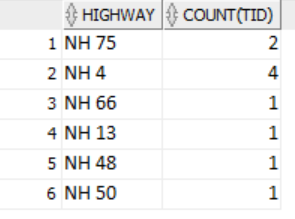 HIGHWAY COUNT(TID)
1 NH 75 2
2 NH 4 4
3 NH 66 1
4 NH 13 1
5 NH 48 1
6 NH 50 1